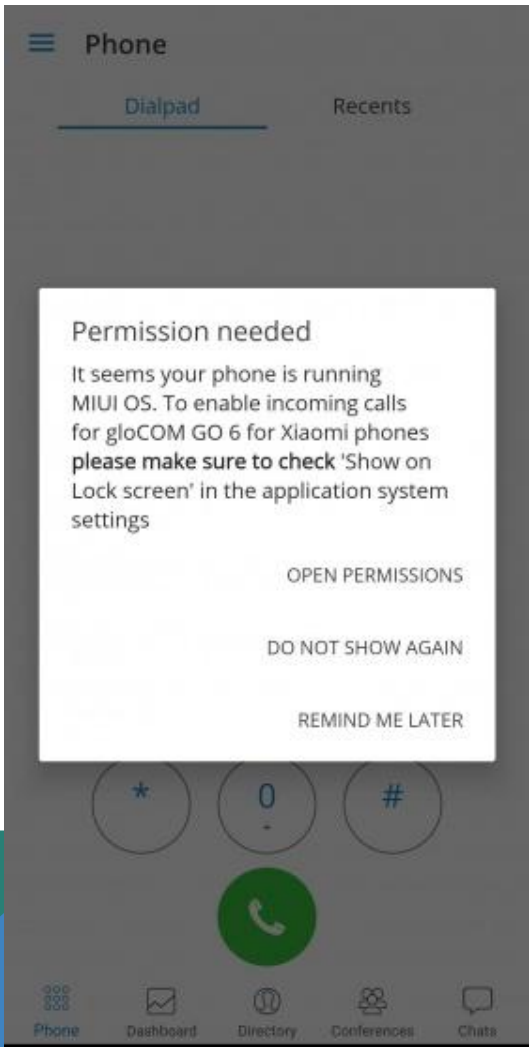 Phone
Dialpad Recents
Permission needed
It seems your phone is running
MIUI OS. To enable incoming calls
for gloCOM GO 6 for Xiaomi phones
please make sure to check 'Show on
Lock screen' in the application system
settings
OPEN PERMISSIONS
DO NOT SHOW AGAIN
REMIND ME LATER
* 0 #
+
Phone Dashboard Directory Conferences Chats